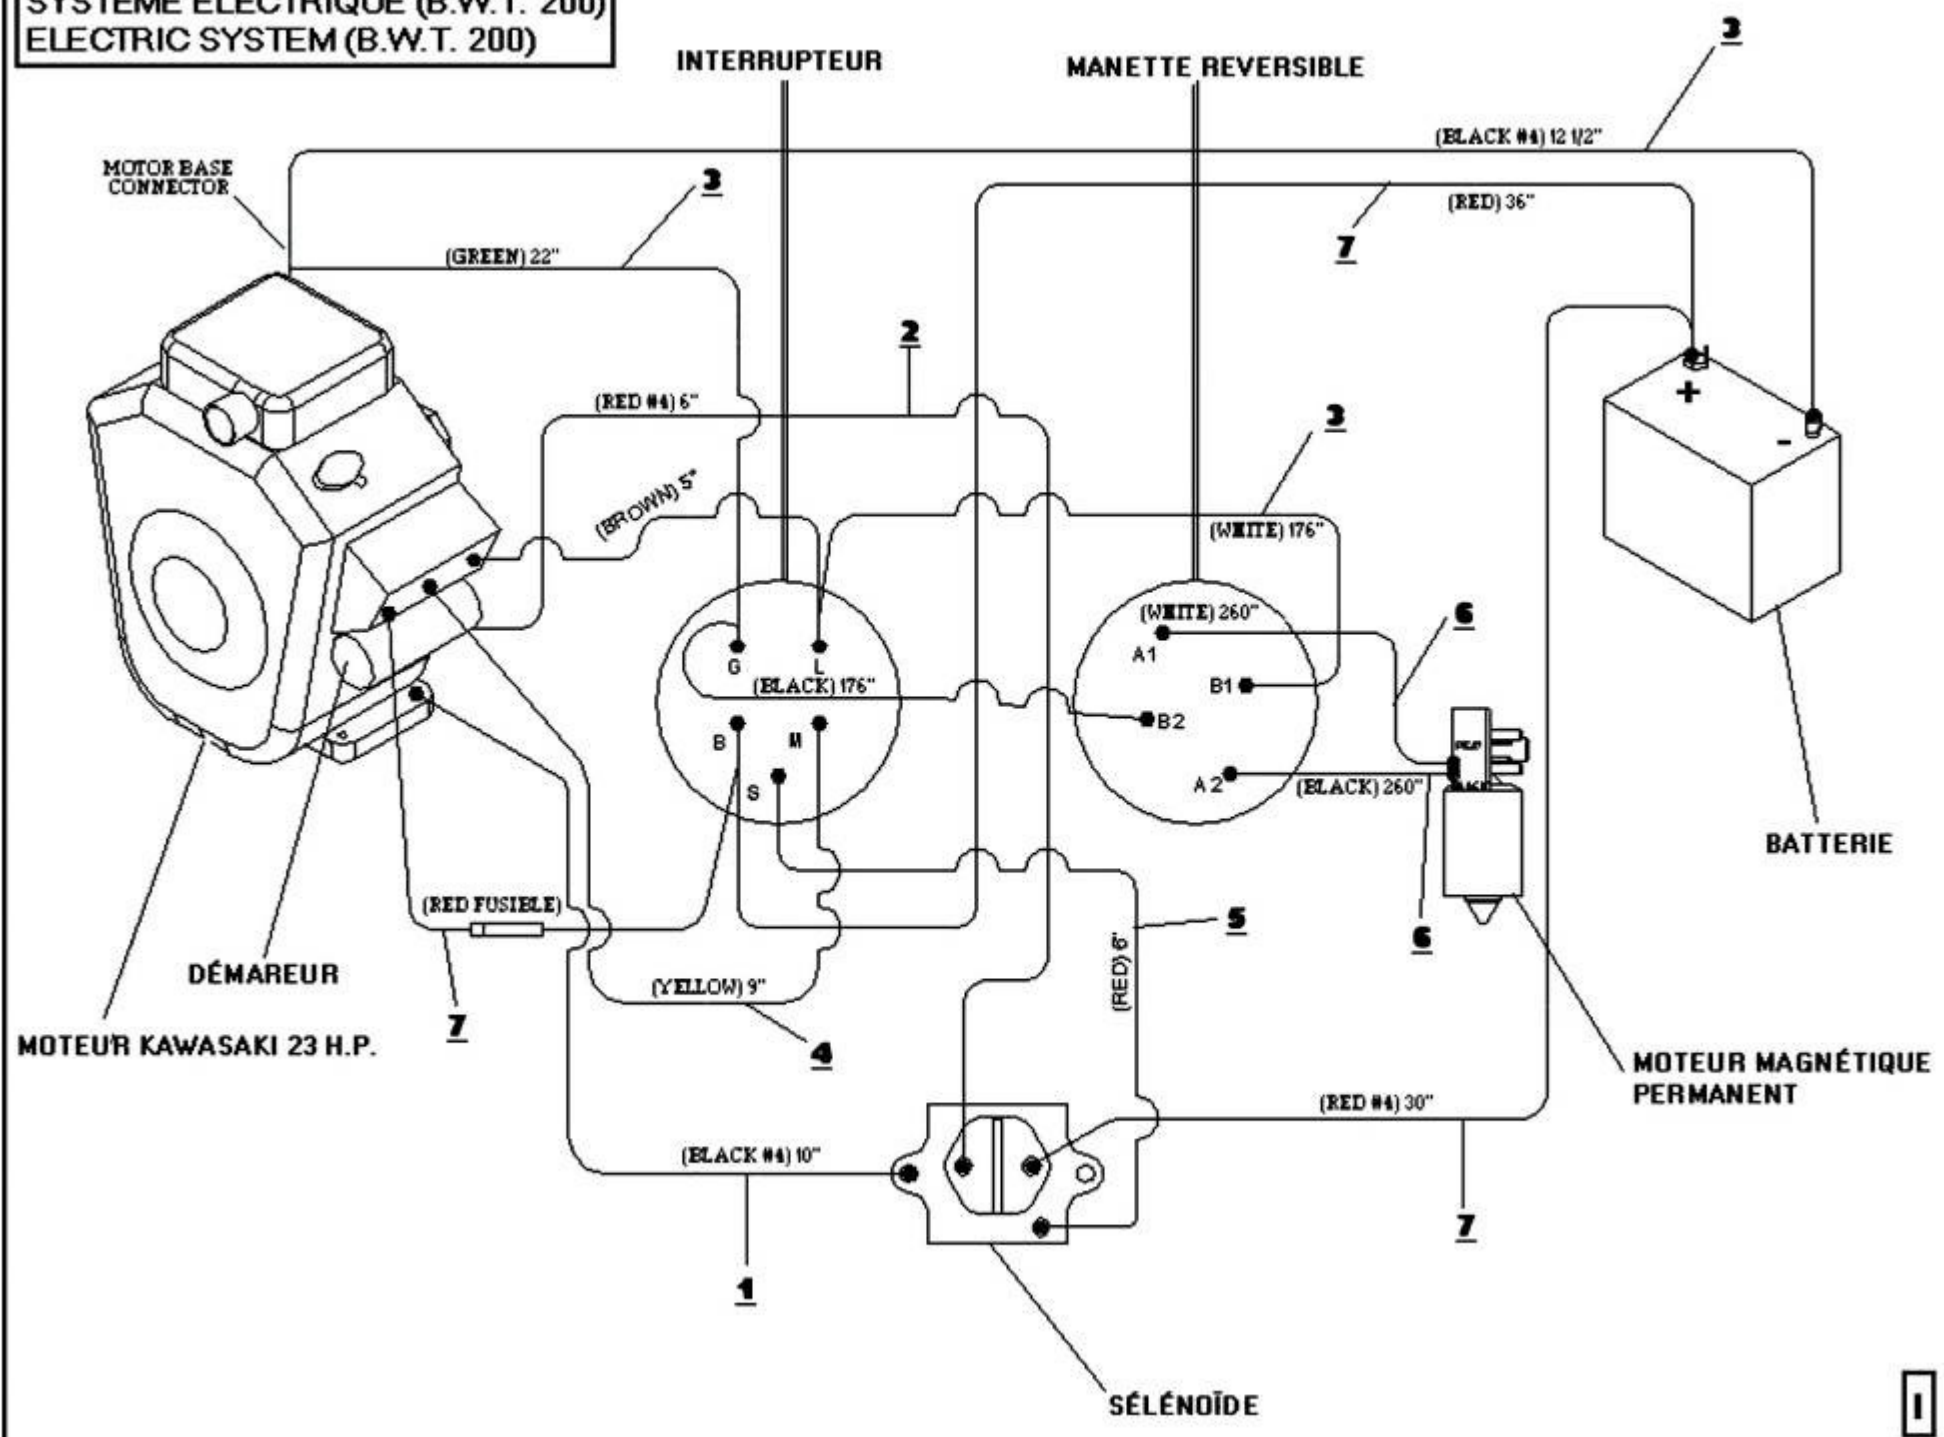 SYSTÈME ÉLECTRIQUE (B.W.T. 200)
ELECTRIC SYSTEM (B.W.T. 200)
INTERRUPTEUR
MANETTE REVERSIBLE
3
(BLACK #4) 12 1/2"
MOTOR BASE
CONNECTOR
3
(RED) 36"
7
(GREEN) 22"
2
(RED #4) 6"
3
+
-
(BROWN) 5"
(WHITE) 176"
(WHITE) 260"
6
A1
G
L
(BLACK) 176"
B1
B2
B
M
S
A2
(BLACK) 260"
BATTERIE
(RED FUSIBLE)
5
6
(RED) 6"
DÉMAREUR
(YELLOW) 9"
7
4
MOTEUR KAWASAKI 23 H.P.
MOTEUR MAGNÉTIQUE
PERMANENT
(RED #4) 30"
(BLACK #4) 10"
7
1
SÉLÉNOÏDE
I